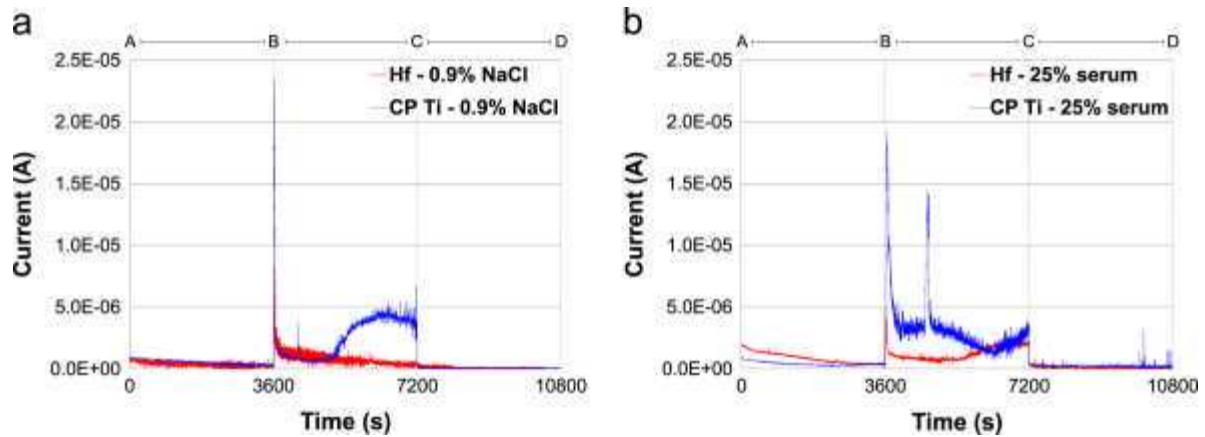 a
A B C D
2.5E-05
Hf - 0.9% NaCl
CP Ti - 0.9% NaCl
2.0E-05
1.5E-05
1.0E-05
5.0E-06
0.0E+00
Current (A)
0 3600 7200 10800
Time (s)
b
A B C D
2.5E-05
Hf - 25% serum
CP Ti - 25% serum
2.0E-05
1.5E-05
1.0E-05
5.0E-06
0.0E+00
Current (A)
0 3600 7200 10800
Time (s)